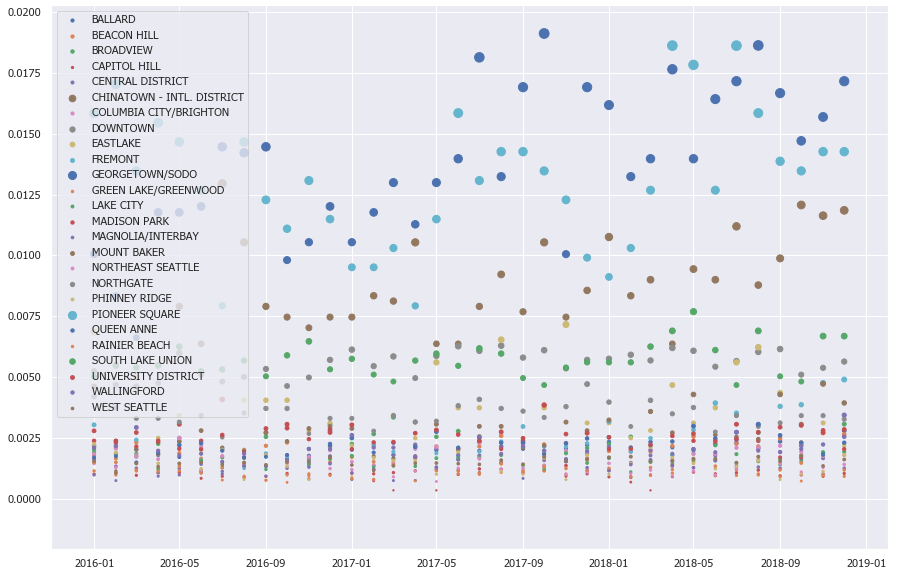 0.0200
0.0175
0.0150
0.0125
0.0100
0.0075
0.0050
0.0025
0.0000
BALLARD
BEACON HILL
BROADVIEW
CAPITOL HILL
CENTRAL DISTRICT
CHINATOWN - INTL. DISTRICT
COLUMBIA CITY/BRIGHTON
DOWNTOWN
EASTLAKE
FREMONT
GEORGETOWN/SODO
GREEN LAKE/GREENWOOD
LAKE CITY
MADISON PARK
MAGNOLIA/INTERBAY
MOUNT BAKER
NORTHEAST SEATTLE
NORTHGATE
PHINNEY RIDGE
PIONEER SQUARE
QUEEN ANNE
RAINIER BEACH
SOUTH LAKE UNION
UNIVERSITY DISTRICT
WALLINGFORD
WEST SEATTLE
2016-01 2016-05 2016-09 2017-01 2017-05 2017-09 2018-01 2018-05 2018-09 2019-01